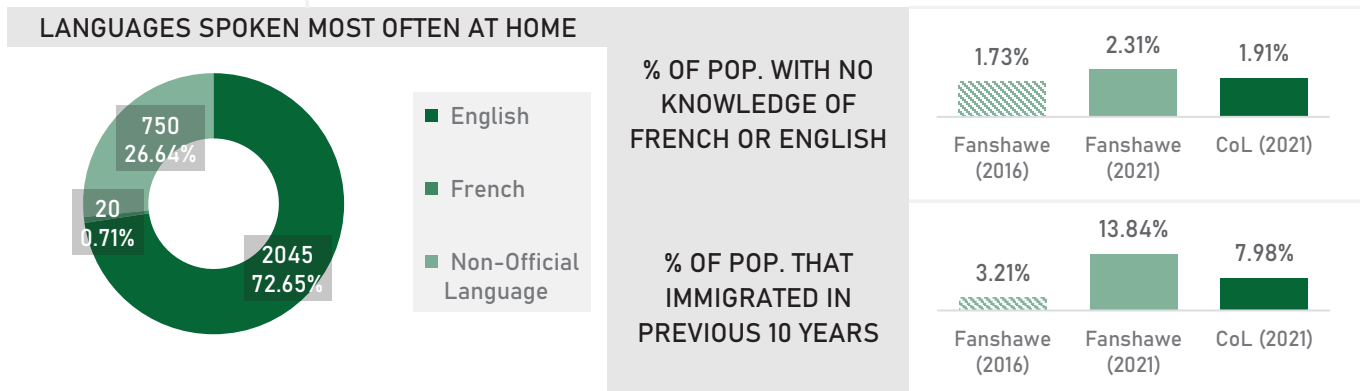 LANGUAGES SPOKEN MOST OFTEN AT HOME
750
26.64%
20
0.71%
2045
72.65%
English
French
Non-Official
Language
% OF POP. WITH NO
KNOWLEDGE OF
FRENCH OR ENGLISH
1.73%
2.31%
1.91%
Fanshawe
(2016)
Fanshawe
(2021)
CoL (2021)
% OF POP. THAT
IMMIGRATED IN
PREVIOUS 10 YEARS
3.21%
13.84%
7.98%
Fanshawe
(2016)
Fanshawe
(2021)
CoL (2021)